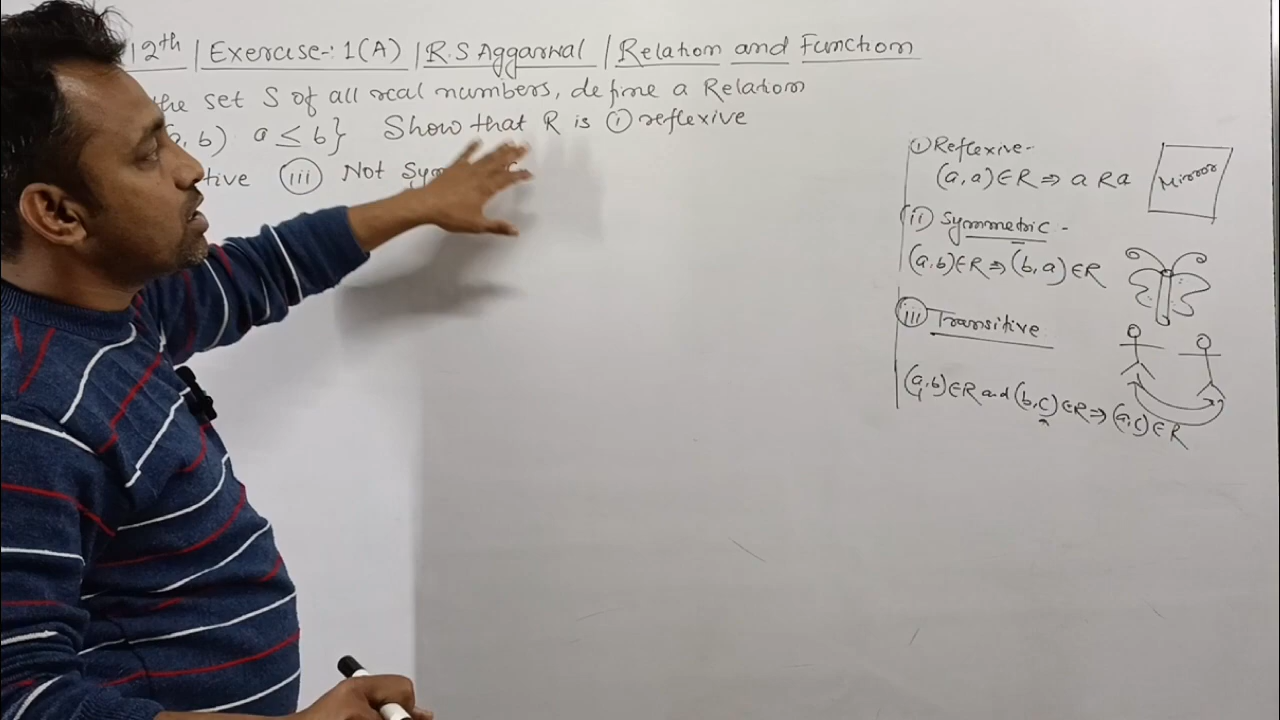 12th | Exercise-: 1(A) | R.S Aggarwal | Relation and Function
the set S of all real numbers, define a Relation
b) a ≤ b} Show that R is (i) reflexive
tive (iii) Not
(i) Reflexive-
(a, a) ∈ R ⇒ a R a
Mirror
(ii) Symmetric -
(a, b) ∈ R ⇒ (b, a) ∈ R
(iii) Transitive
(a, b) ∈ R and (b, c) ∈ R ⇒ (a, c) ∈ R